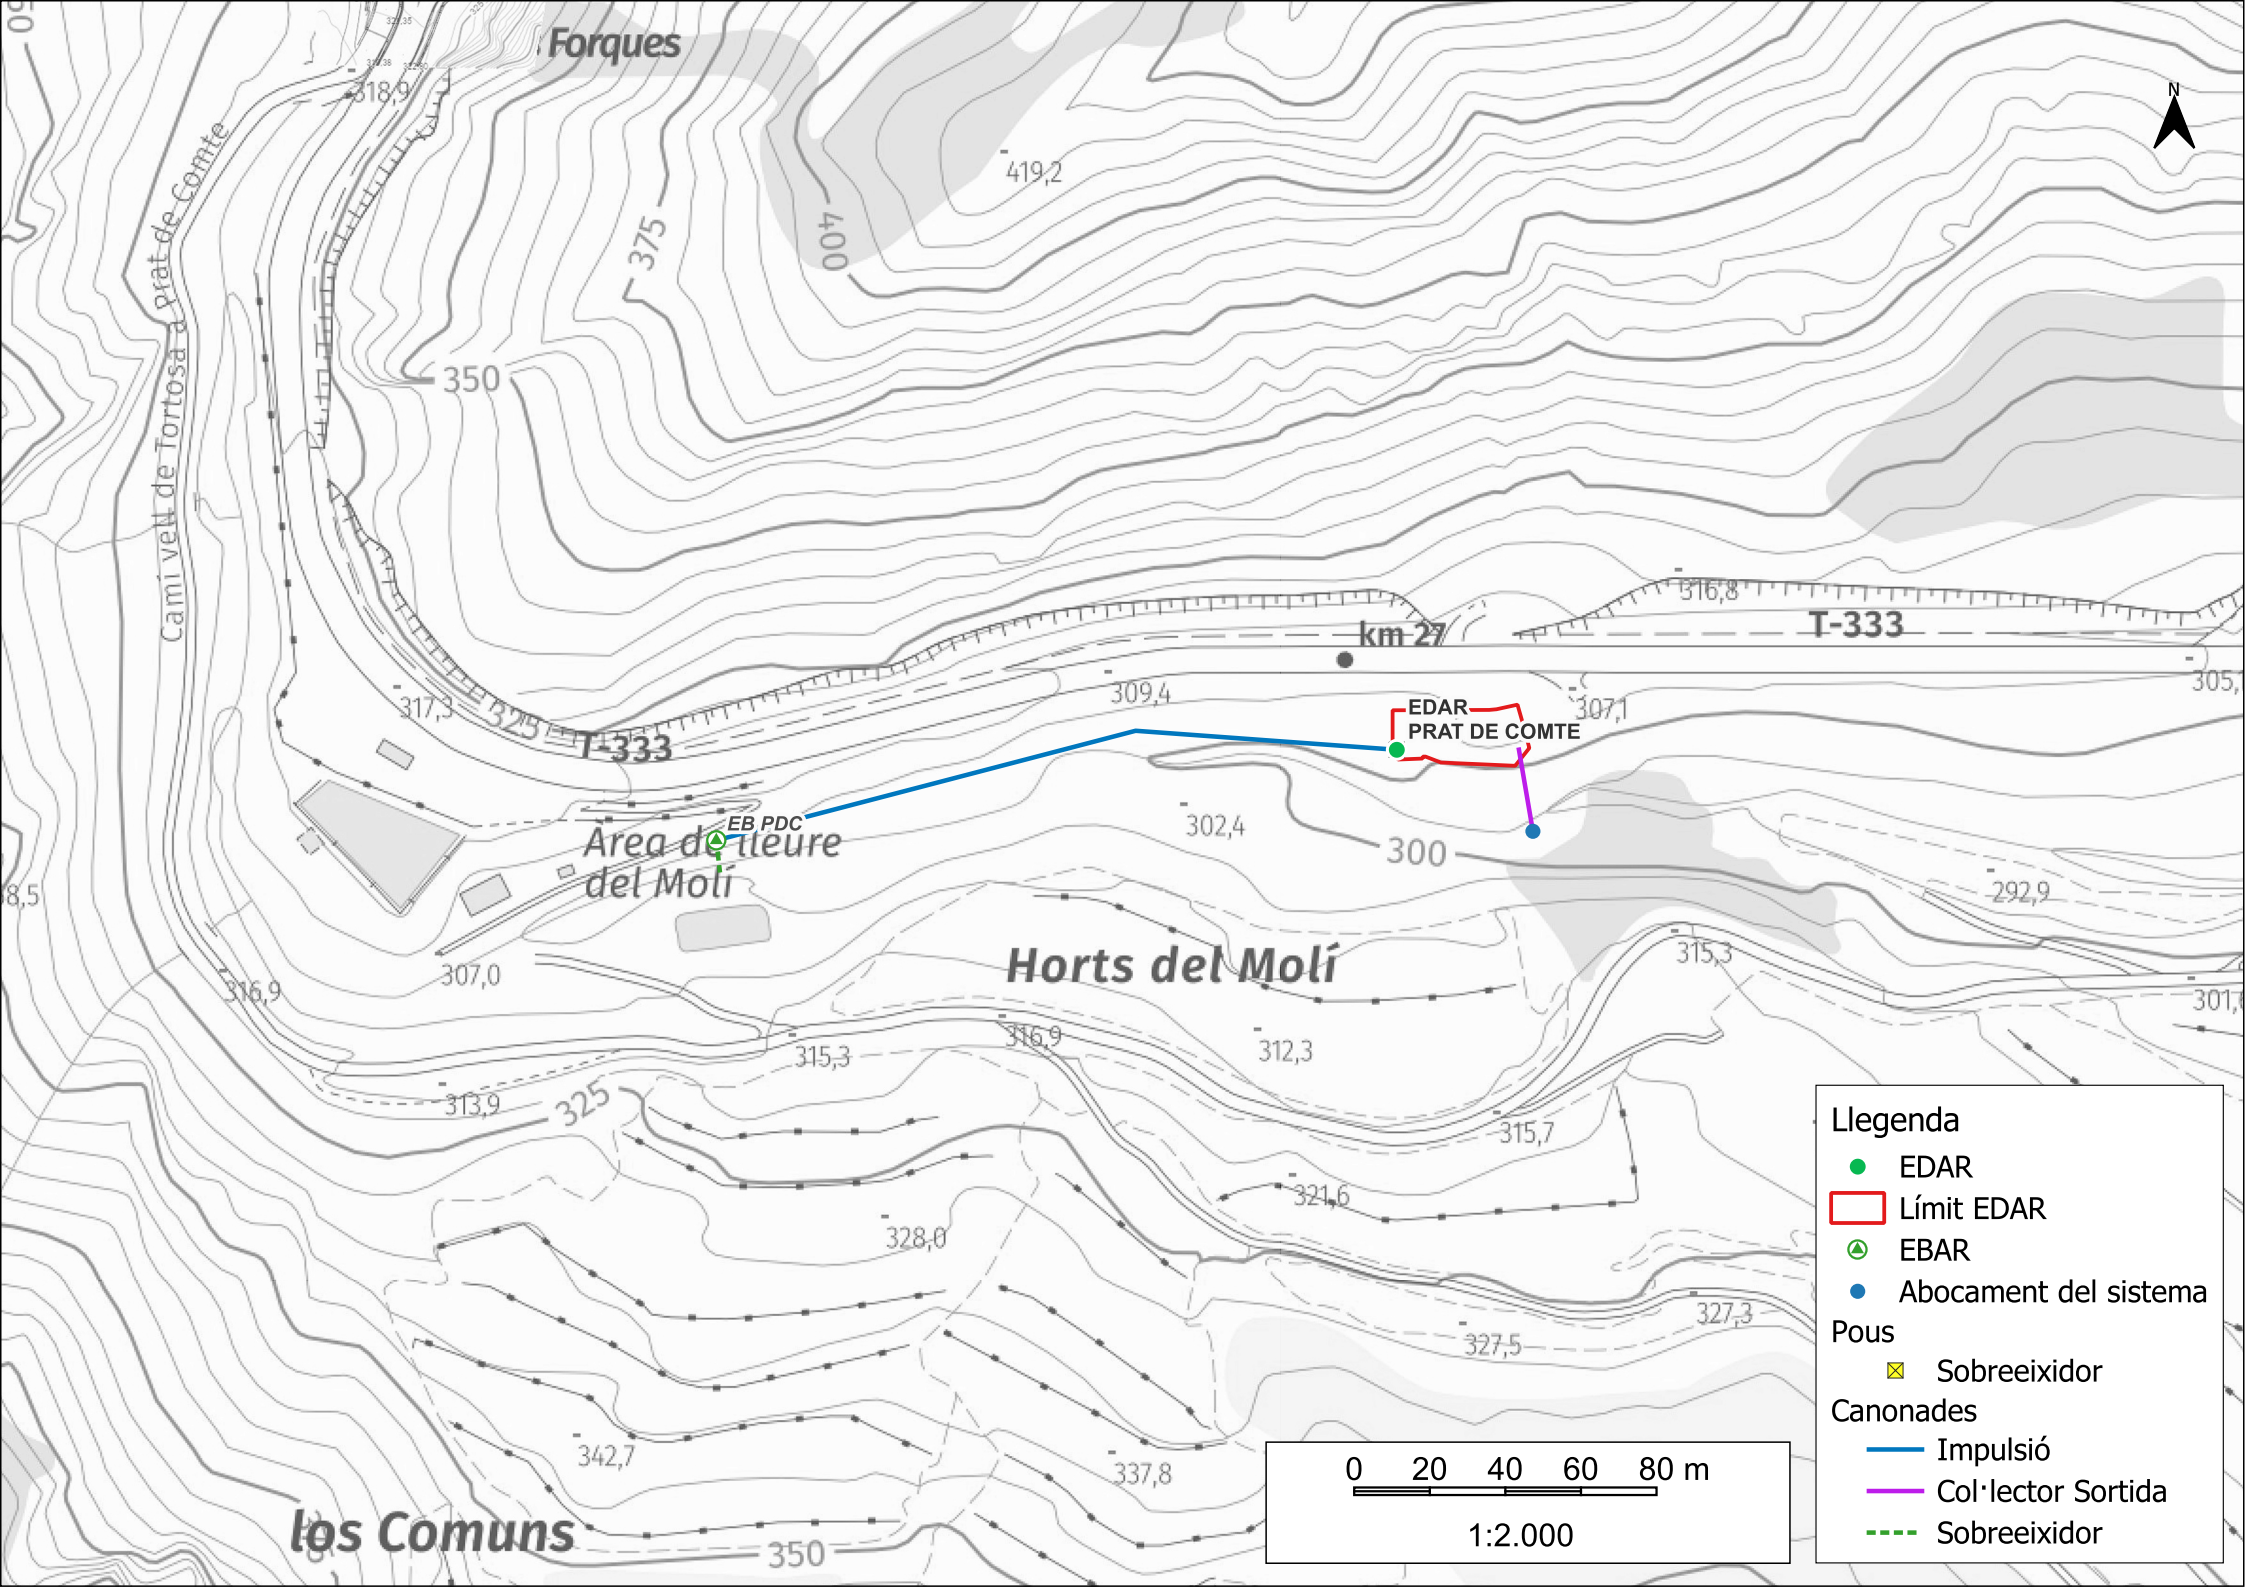 Forques
318,9
419,2
N
Camí vell de Tortosa a Prat de Comte
375
400
350
316,8
T-333
km 27
309,4
307,1
305,
317,3
325
T-333
EDAR
PRAT DE COMTE
EB PDC
Àrea de lleure
del Molí
302,4
300
292,9
8,5
307,0
316,9
Horts del Molí
315,3
301,
315,3
316,9
312,3
313,9
325
315,7
321,6
328,0
327,3
327,5
342,7
337,8
los Comuns
350
Llegenda
EDAR
Límit EDAR
EBAR
Abocament del sistema
Pous
Sobreeixidor
Canonades
Impulsió
Col·lector Sortida
Sobreeixidor
0 20 40 60 80 m
1:2.000